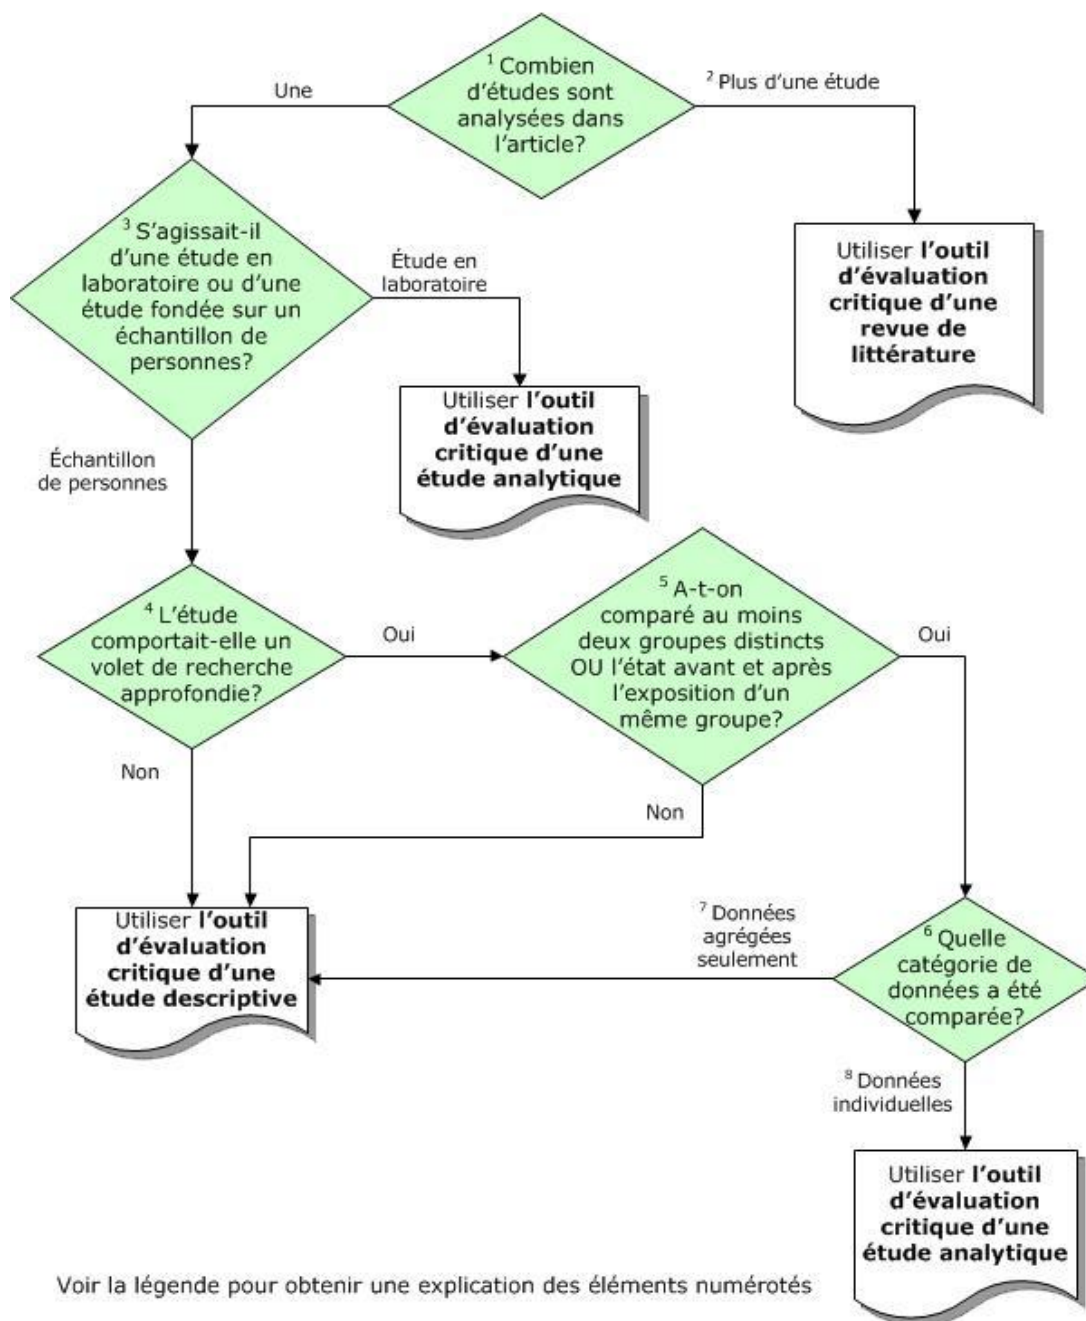 ¹ Combien
d'études sont
analysées dans
l'article?
Une
² Plus d'une étude
³ S'agissait-il
d'une étude en
laboratoire ou d'une
étude fondée sur un
échantillon de
personnes?
Étude en
laboratoire
Utiliser l'outil
d'évaluation
critique d'une
revue de
littérature
Utiliser l'outil
d'évaluation
critique d'une
étude analytique
Échantillon
de personnes
⁴ L'étude
comportait-elle un
volet de recherche
approfondie?
Oui
⁵ A-t-on
comparé au moins
deux groupes distincts
OU l'état avant et après
l'exposition d'un
même groupe?
Oui
Non
Non
Utiliser l'outil
d'évaluation
critique d'une
étude descriptive
⁷ Données
agrégées
seulement
⁶ Quelle
catégorie de
données a été
comparée?
⁸ Données
individuelles
Utiliser l'outil
d'évaluation
critique d'une
étude analytique
Voir la légende pour obtenir une explication des éléments numérotés